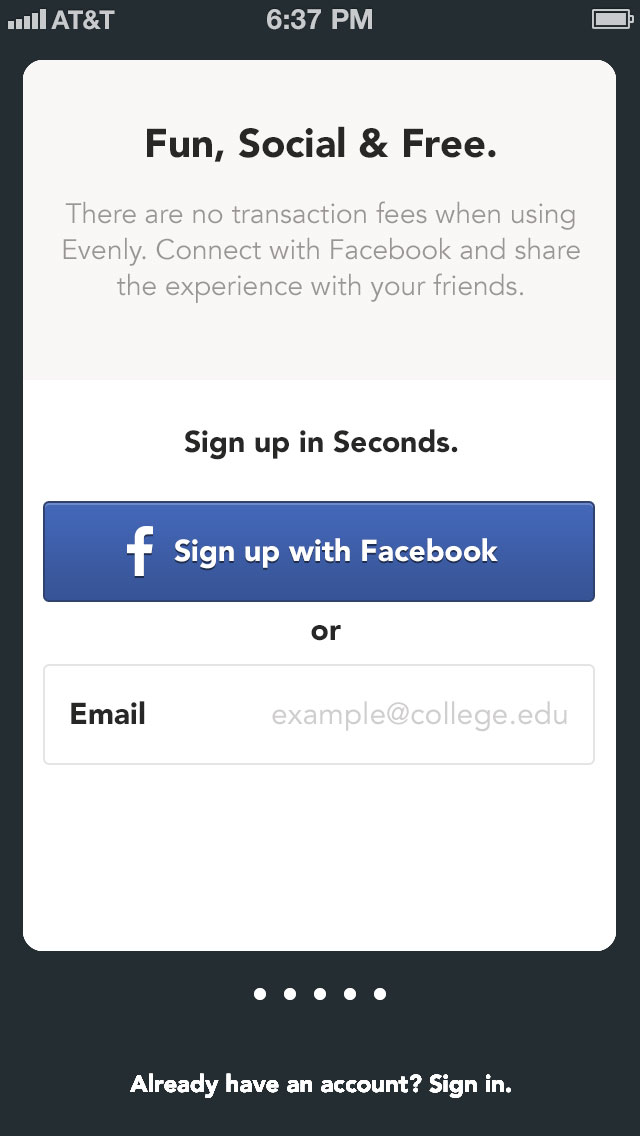 AT&T 6:37 PM
Fun, Social & Free.
There are no transaction fees when using
Evenly. Connect with Facebook and share
the experience with your friends.
Sign up in Seconds.
f Sign up with Facebook
or
Email example@college.edu
Already have an account? Sign in.